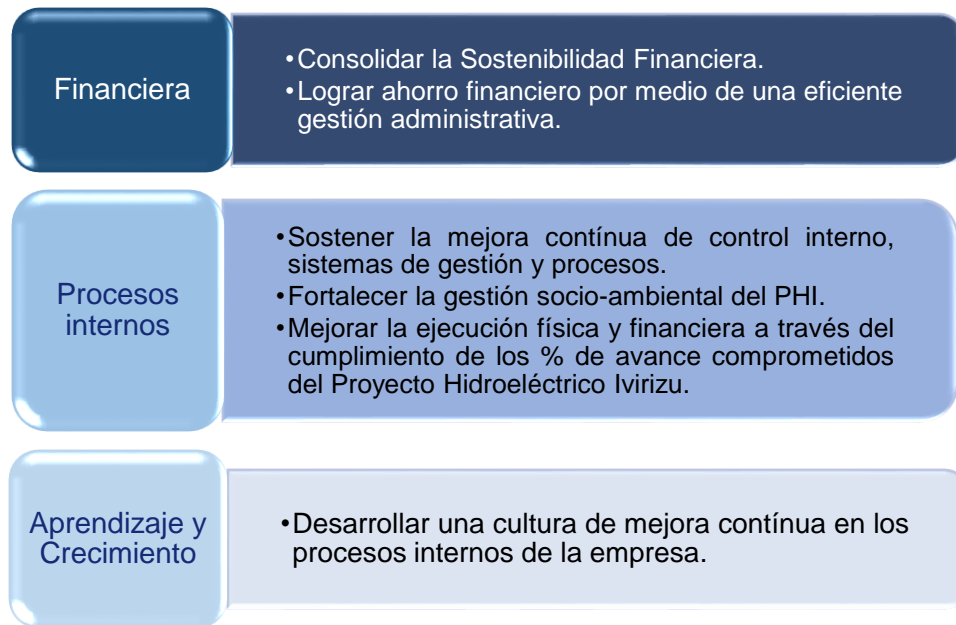 Financiera
•Consolidar la Sostenibilidad Financiera.
•Lograr ahorro financiero por medio de una eficiente
gestión administrativa.
Procesos
internos
•Sostener la mejora contínua de control interno,
sistemas de gestión y procesos.
•Fortalecer la gestión socio-ambiental del PHI.
•Mejorar la ejecución física y financiera a través del
cumplimiento de los % de avance comprometidos
del Proyecto Hidroeléctrico Ivirizu.
Aprendizaje y
Crecimiento
•Desarrollar una cultura de mejora contínua en los
procesos internos de la empresa.